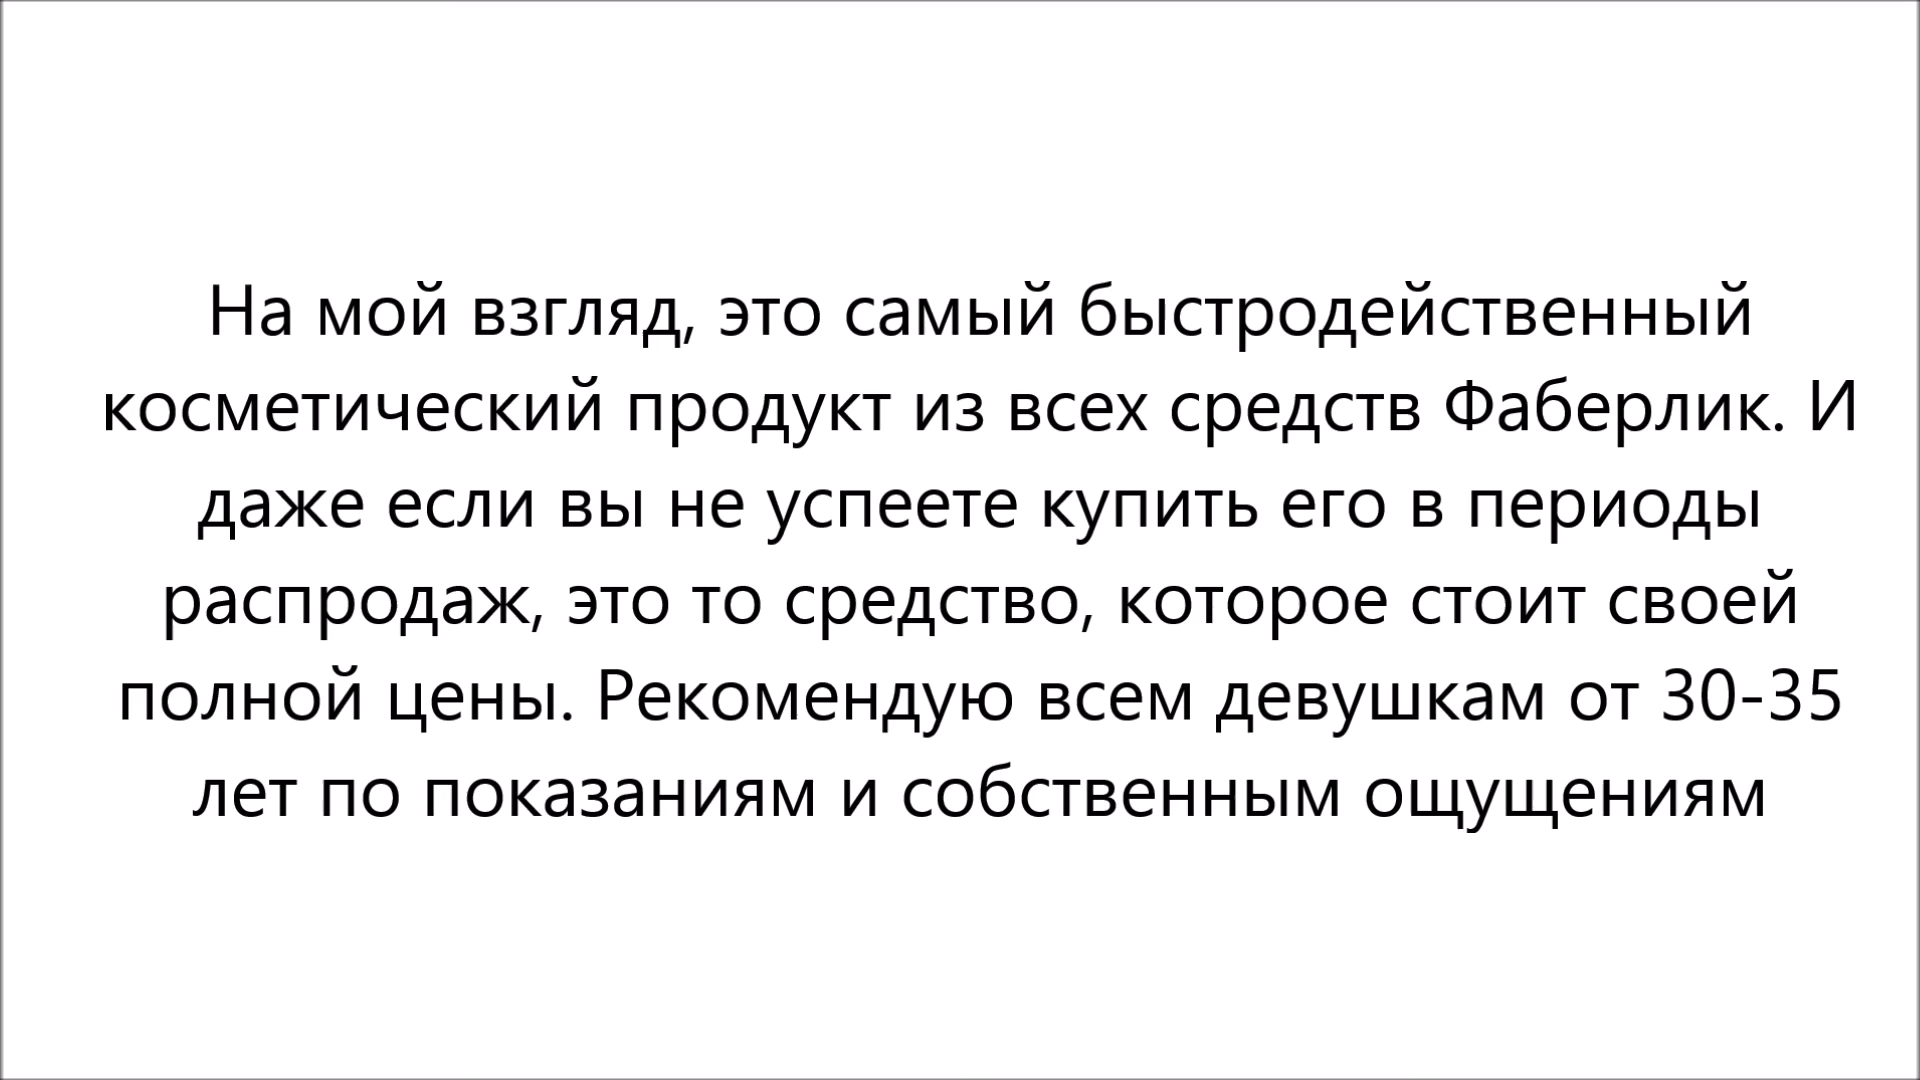 На мой взгляд, это самый быстродейственный
косметический продукт из всех средств Фаберлик. И
даже если вы не успеете купить его в периоды
распродаж, это то средство, которое стоит своей
полной цены. Рекомендую всем девушкам от 30-35
лет по показаниям и собственным ощущениям